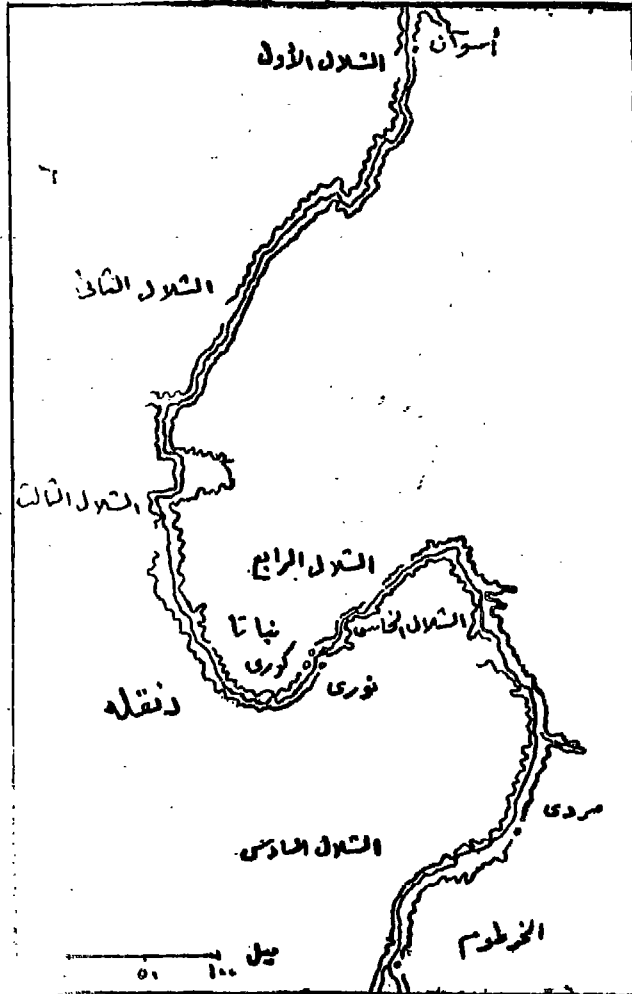 أسوان
الشلال الأول
الشلال الثانى
الشلال الثالث
الشلال الرابع
الشلال الخامس
نباتا
كورى
نورى
دنقله
مروى
الشلال السادس
الخرطوم
ميل
٥٠ ١٠٠